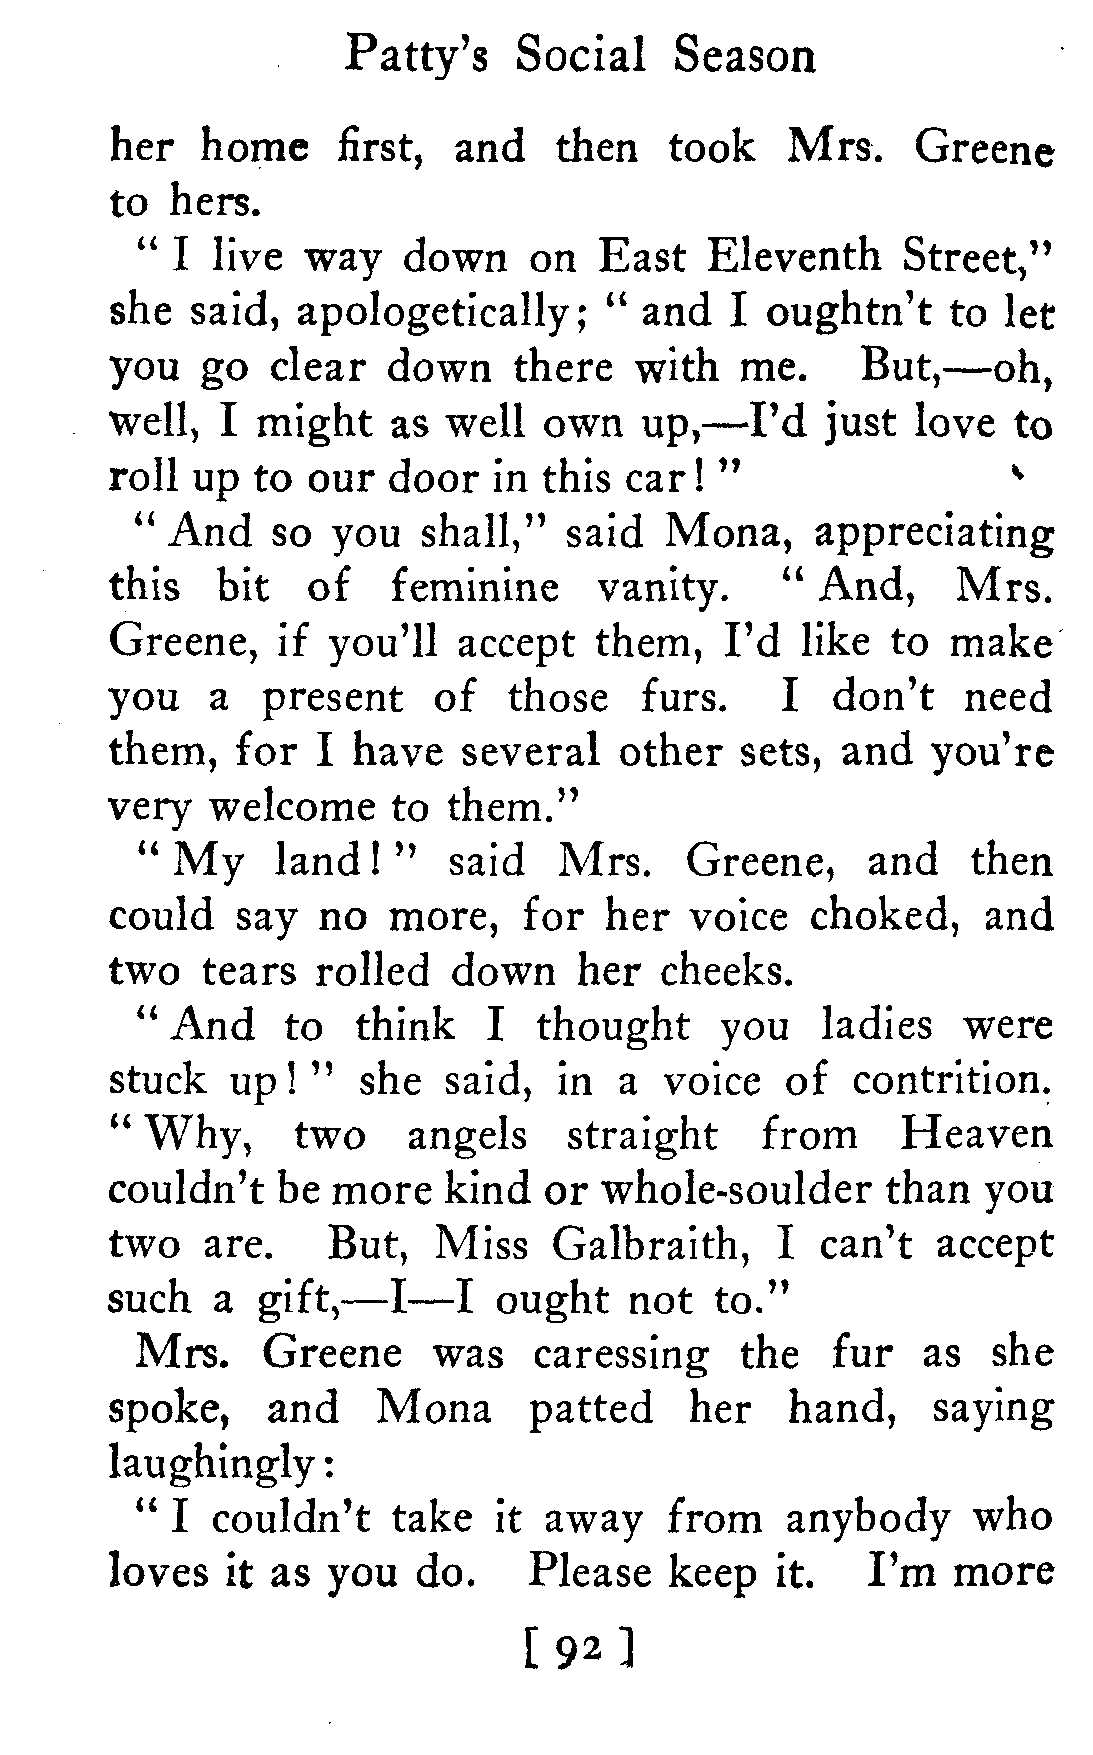 Patty's Social Season
her home first, and then took Mrs. Greene
to hers.
" I live way down on East Eleventh Street,"
she said, apologetically; " and I oughtn't to let
you go clear down there with me. But,—oh,
well, I might as well own up,—I'd just love to
roll up to our door in this car! "
" And so you shall," said Mona, appreciating
this bit of feminine vanity. " And, Mrs.
Greene, if you'll accept them, I'd like to make
you a present of those furs. I don't need
them, for I have several other sets, and you're
very welcome to them."
" My land! " said Mrs. Greene, and then
could say no more, for her voice choked, and
two tears rolled down her cheeks.
" And to think I thought you ladies were
stuck up! " she said, in a voice of contrition.
" Why, two angels straight from Heaven
couldn't be more kind or whole-soulder than you
two are. But, Miss Galbraith, I can't accept
such a gift,—I—I ought not to."
Mrs. Greene was caressing the fur as she
spoke, and Mona patted her hand, saying
laughingly:
" I couldn't take it away from anybody who
loves it as you do. Please keep it. I'm more
[ 92 ]